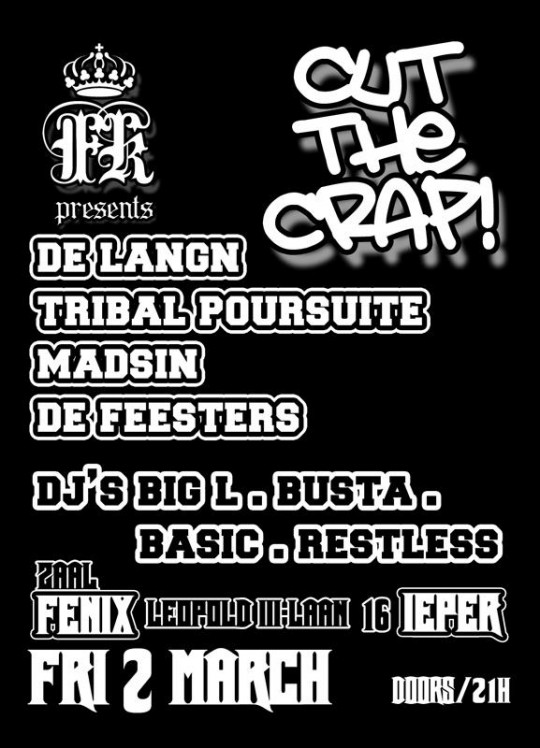 FK
presents
CUT
THE
CRAP!
DE LANGN
TRIBAL POURSUITE
MADSIN
DE FEESTERS
DJ'S BIG L . BUSTA .
BASIC . RESTLESS
ZAAL
FENIX LEOPOLD III-LAAN 16 IEPER
FRI 2 MARCH DOORS/21H